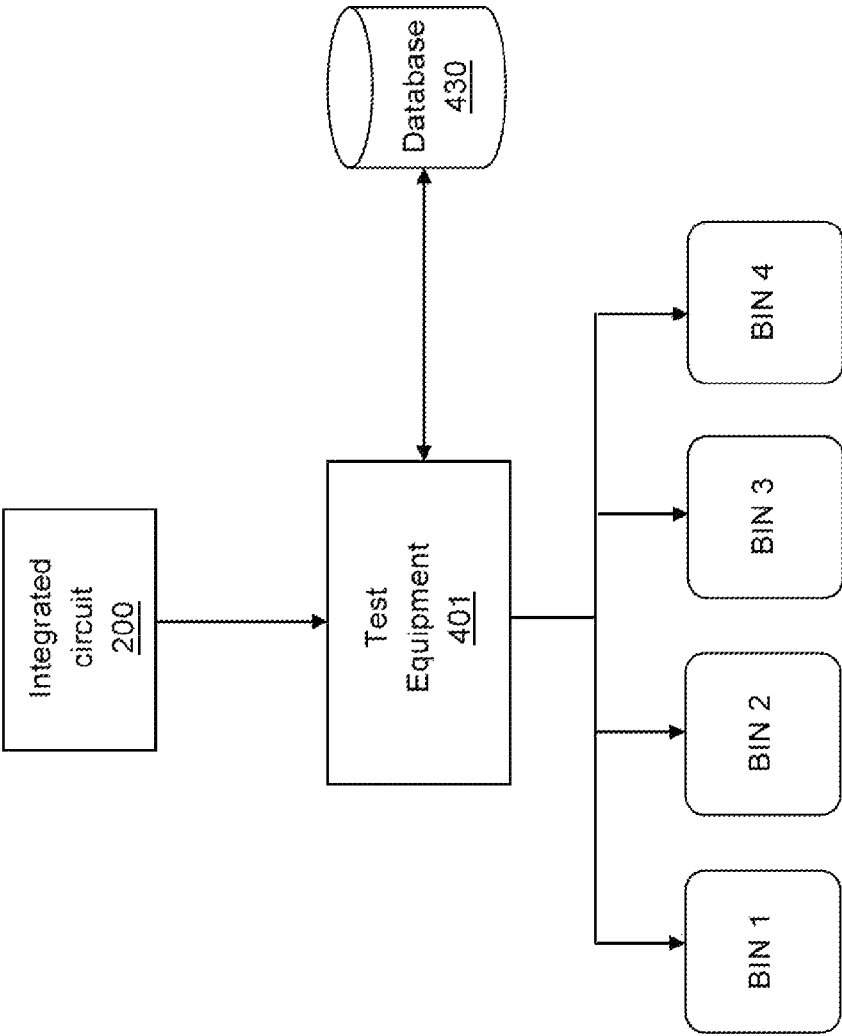 Integrated
circuit
200
Test
Equipment
401
Database
430
BIN 1
BIN 2
BIN 3
BIN 4